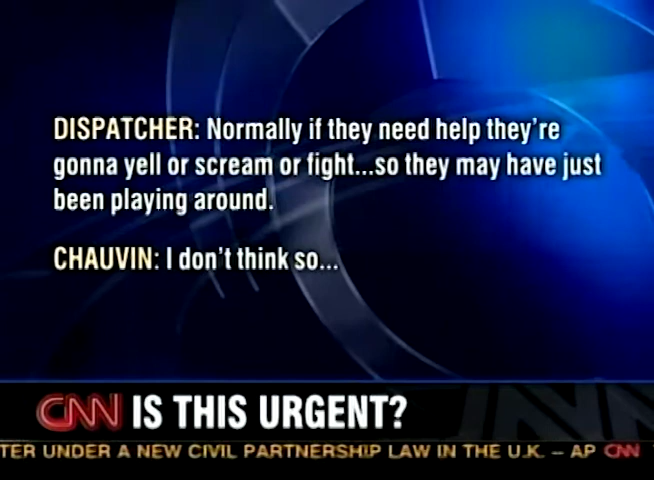 DISPATCHER: Normally if they need help they're
gonna yell or scream or fight...so they may have just
been playing around.
CHAUVIN: I don't think so...
CNN IS THIS URGENT?
TER UNDER A NEW CIVIL PARTNERSHIP LAW IN THE U.K. -- AP CNN